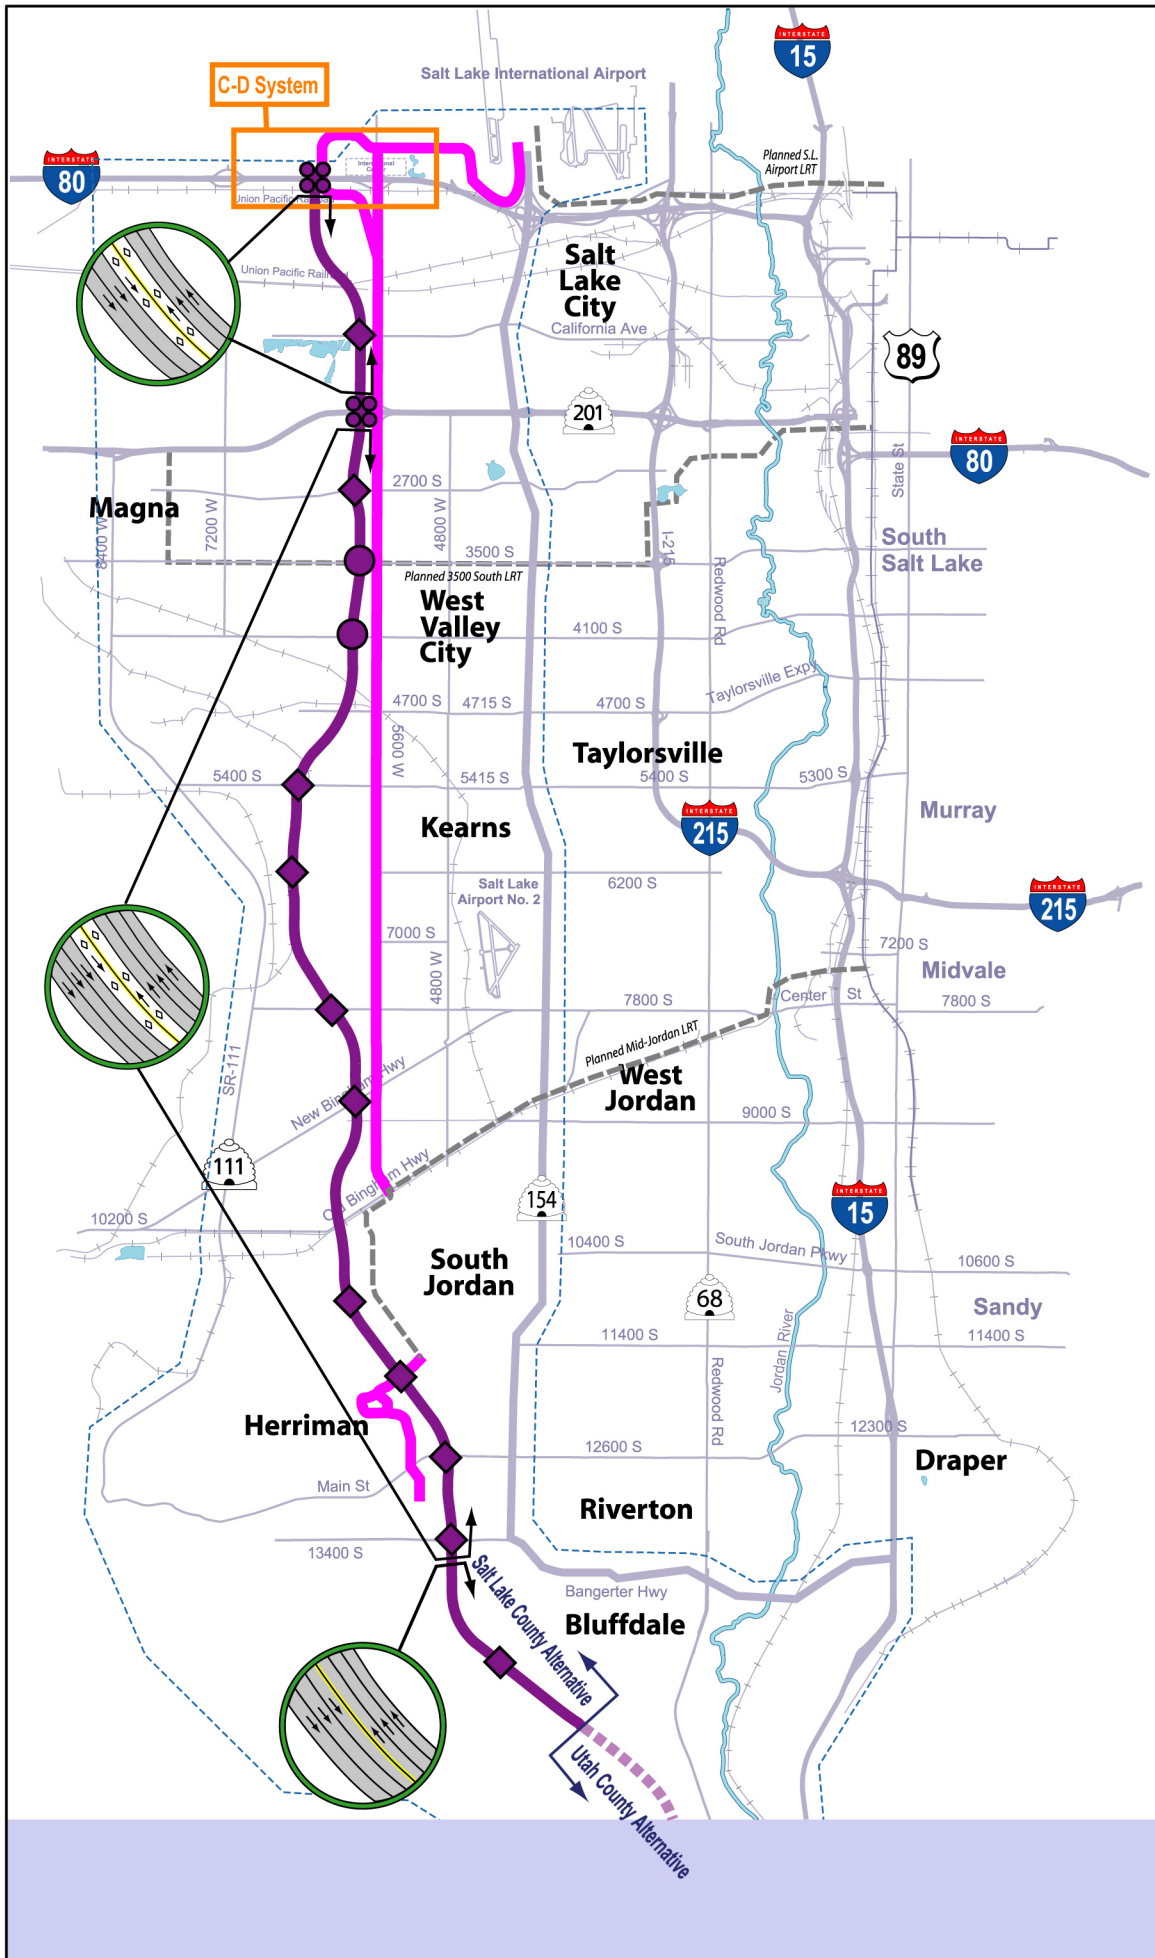 INTERSTATE
15
Salt Lake International Airport
C-D System
INTERSTATE
80
International
Center
Planned S.L.
Airport LRT
Union Pacific Railroad
Union Pacific Railroad
Salt
Lake
City
California Ave
89
201
INTERSTATE
80
State St
2700 S
Magna
8400 W
7200 W
4800 W
I-215
South
Salt Lake
3500 S
Planned 3500 South LRT
Redwood Rd
West
Valley
City
4100 S
Taylorsville Expy
4700 S
4715 S
4700 S
5600 W
Taylorsville
5400 S
5415 S
5400 S
5300 S
Murray
Kearns
INTERSTATE
215
6200 S
Salt Lake
Airport No. 2
INTERSTATE
215
7000 S
7200 S
4800 W
Midvale
7800 S
Center St
7800 S
Planned Mid-Jordan LRT
SR-111
New Bingham Hwy
West
Jordan
9000 S
111
Old Bingham Hwy
154
INTERSTATE
15
10200 S
10400 S
South Jordan Pkwy
10600 S
South
Jordan
68
Sandy
11400 S
11400 S
Jordan River
Redwood Rd
Herriman
12300 S
12600 S
Draper
Main St
Riverton
13400 S
Salt Lake County Alternative
Bangerter Hwy
Bluffdale
Utah County Alternative